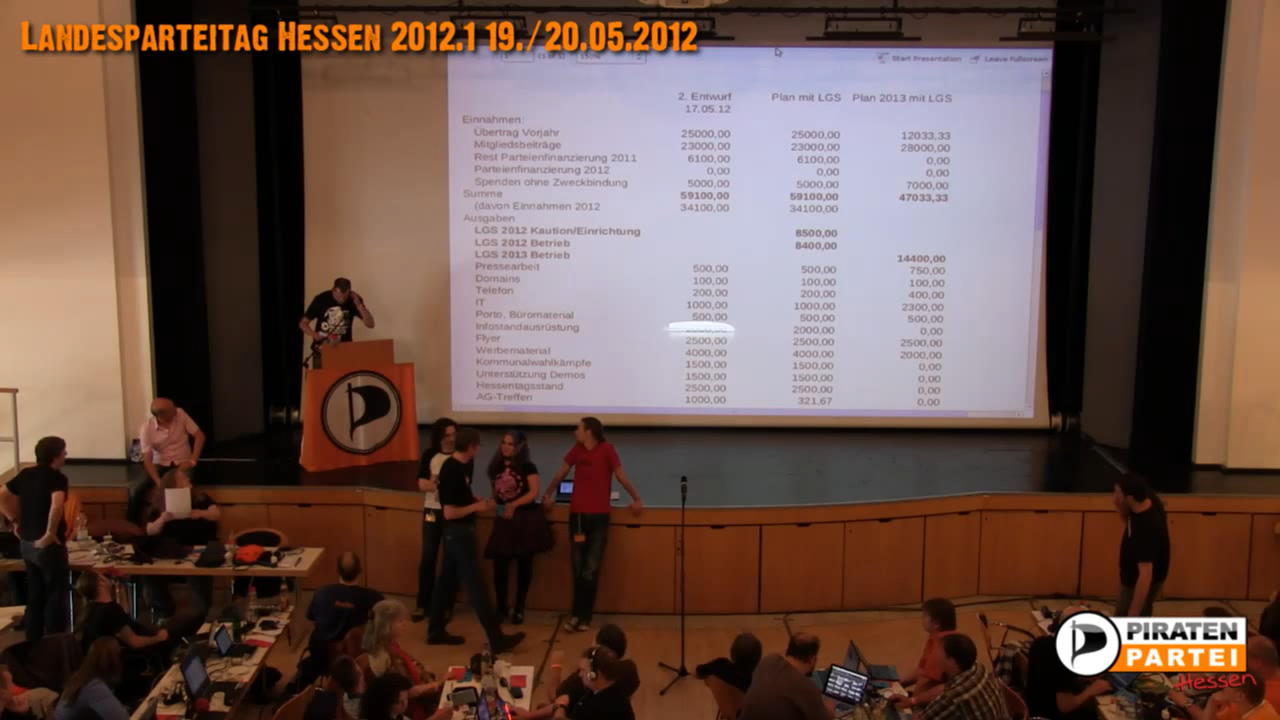 LANDESPARTEITAG HESSEN 2012.1 19./20.05.2012
Start Presentation Leave Fullscreen
2. Entwurf Plan mit LGS Plan 2013 mit LGS
17.05.12
Einnahmen:
Übertrag Vorjahr 25000,00 25000,00 12033,33
Mitgliedsbeiträge 23000,00 23000,00 28000,00
Rest Parteienfinanzierung 2011 6100,00 6100,00 0,00
Parteienfinanzierung 2012 0,00 0,00 0,00
Spenden ohne Zweckbindung 5000,00 5000,00 7000,00
Summe 59100,00 59100,00 47033,33
(davon Einnahmen 2012 34100,00 34100,00
Ausgaben
LGS 2012 Kaution/Einrichtung 8500,00
LGS 2012 Betrieb 8400,00
LGS 2013 Betrieb 14400,00
Pressearbeit 500,00 500,00 750,00
Domains 100,00 100,00 100,00
Telefon 200,00 200,00 400,00
IT 1000,00 1000,00 2300,00
Porto, Büromaterial 500,00 500,00 500,00
Infostandausrüstung 2000,00 0,00
Flyer 2500,00 2500,00 2500,00
Werbematerial 4000,00 4000,00 2000,00
Kommunalwahlkämpfe 1500,00 1500,00 0,00
Unterstützung Demos 1500,00 1500,00 0,00
Hessentagsstand 2500,00 2500,00 0,00
AG-Treffen 1000,00 321,67 0,00
PIRATEN
PARTEI
Hessen